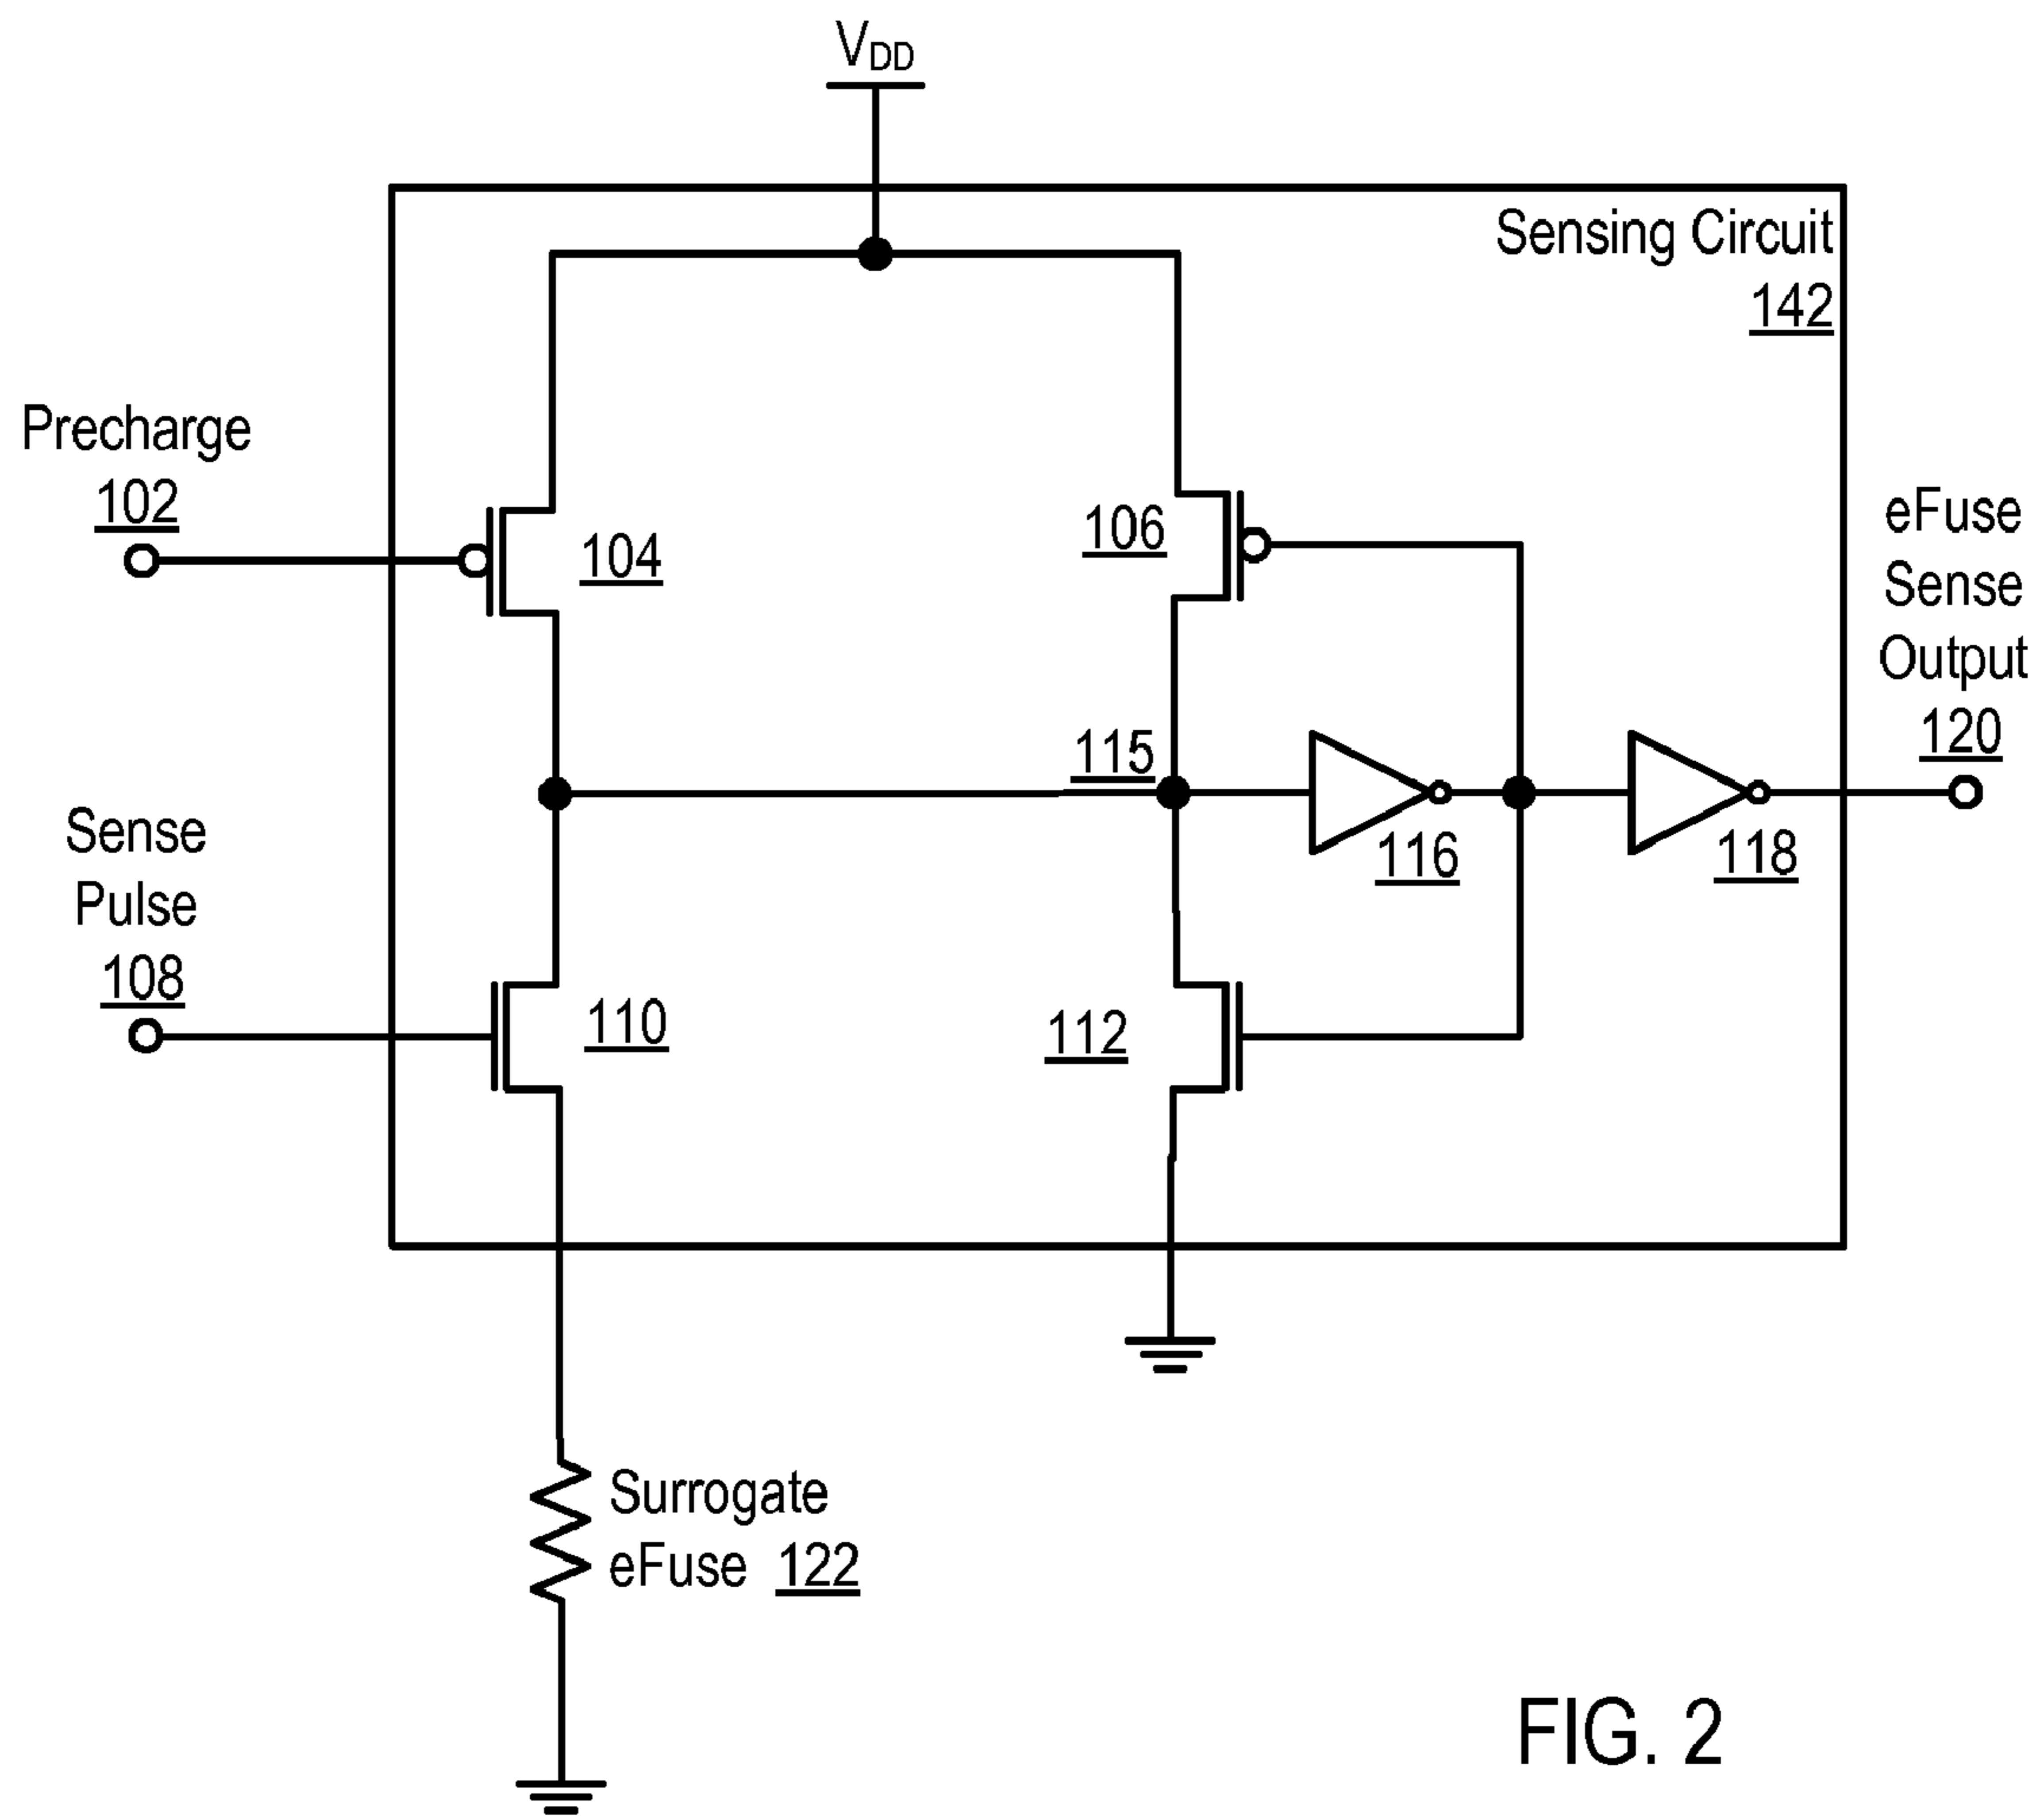 VDD
Sensing Circuit
142
Precharge
102
104
106
eFuse
Sense
Output
120
115
116
118
Sense
Pulse
108
110
112
Surrogate
eFuse 122
FIG. 2